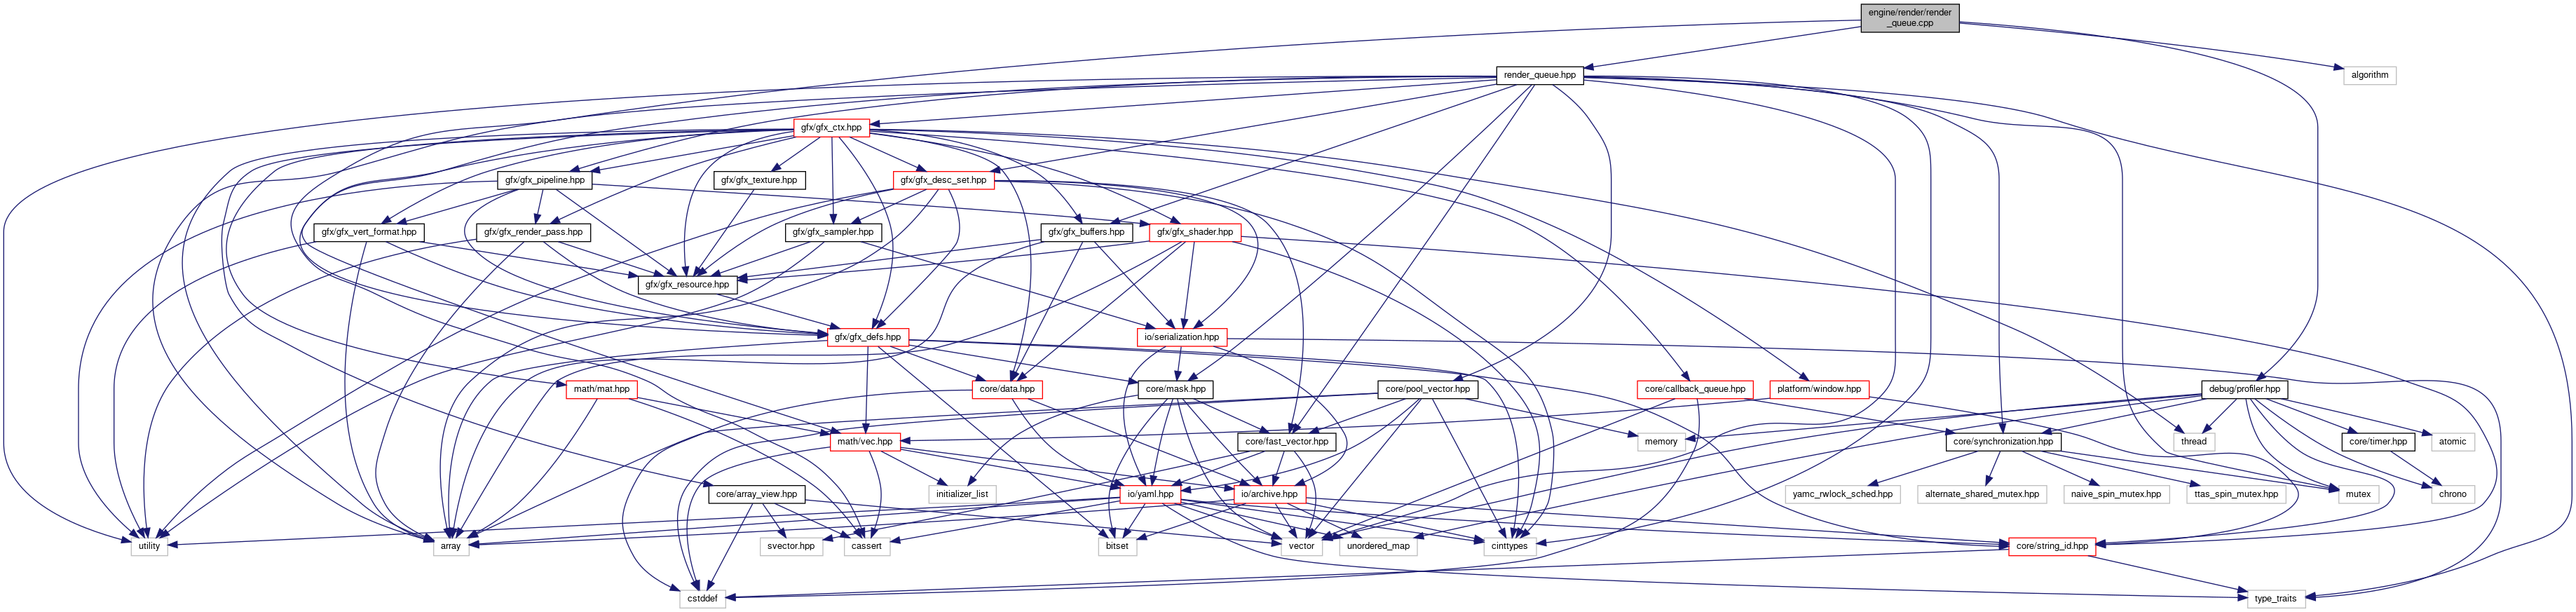 engine/render/render
_queue.cpp
render_queue.hpp
algorithm
gfx/gfx_ctx.hpp
gfx/gfx_pipeline.hpp
gfx/gfx_texture.hpp
gfx/gfx_desc_set.hpp
gfx/gfx_vert_format.hpp
gfx/gfx_render_pass.hpp
gfx/gfx_sampler.hpp
gfx/gfx_buffers.hpp
gfx/gfx_shader.hpp
gfx/gfx_resource.hpp
gfx/gfx_defs.hpp
io/serialization.hpp
math/mat.hpp
core/data.hpp
core/mask.hpp
core/pool_vector.hpp
core/callback_queue.hpp
platform/window.hpp
debug/profiler.hpp
math/vec.hpp
core/fast_vector.hpp
memory
core/synchronization.hpp
thread
core/timer.hpp
atomic
core/array_view.hpp
initializer_list
io/yaml.hpp
io/archive.hpp
yamc_rwlock_sched.hpp
alternate_shared_mutex.hpp
naive_spin_mutex.hpp
ttas_spin_mutex.hpp
mutex
chrono
utility
array
svector.hpp
cassert
bitset
vector
unordered_map
cinttypes
core/string_id.hpp
cstddef
type_traits